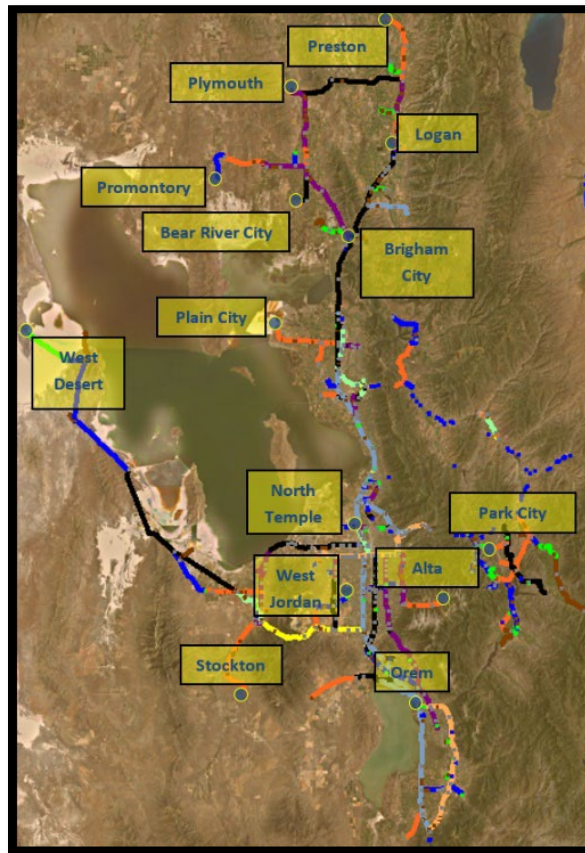 Preston
Plymouth
Logan
Promontory
Bear River City
Brigham
City
Plain City
West
Desert
North
Temple
Park City
West
Jordan
Alta
Stockton
Orem